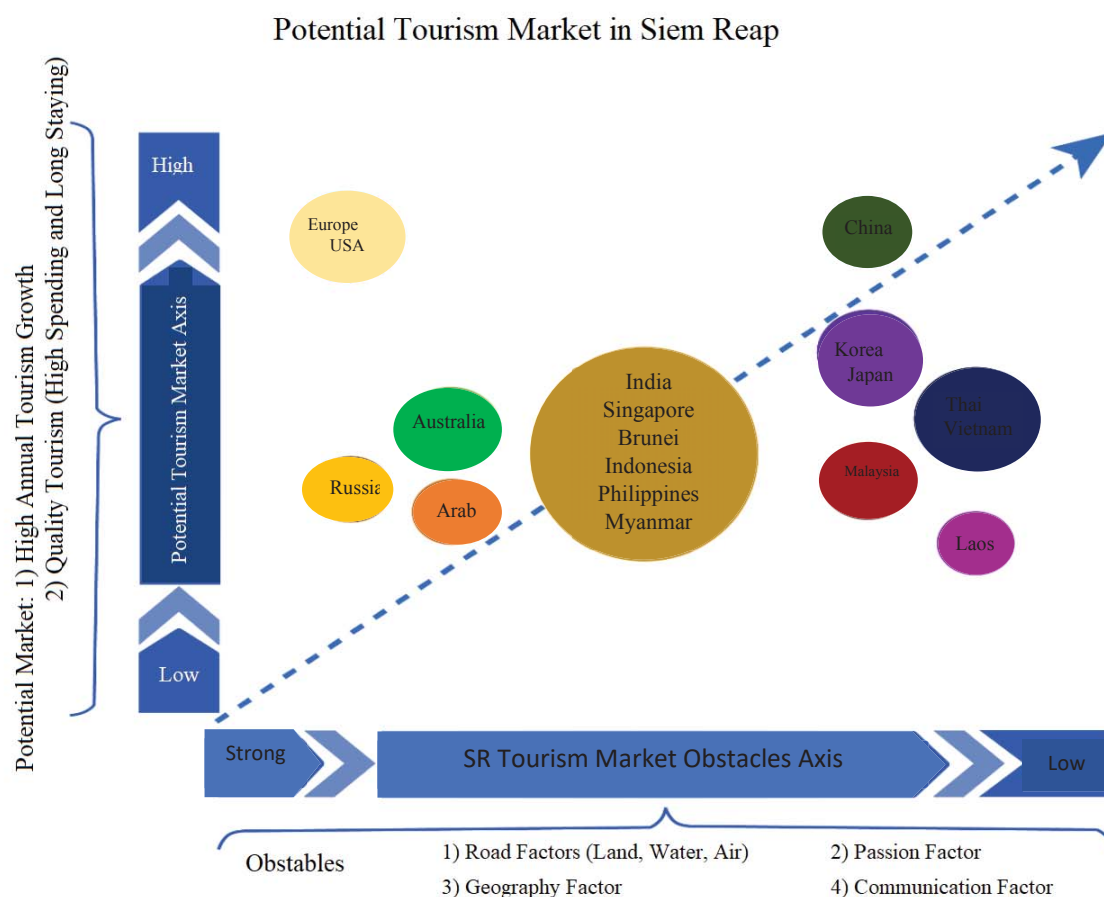 Potential Tourism Market in Siem Reap
Potential Market: 1) High Annual Tourism Growth
2) Quality Tourism (High Spending and Long Staying)
High
Potential Tourism Market Axis
Low
Europe
USA
China
Korea
Japan
India
Singapore
Brunei
Indonesia
Philippines
Myanmar
Australia
Thai
Vietnam
Russia
Arab
Malaysia
Laos
Strong
SR Tourism Market Obstacles Axis
Low
Obstables
1) Road Factors (Land, Water, Air)
2) Passion Factor
3) Geography Factor
4) Communication Factor